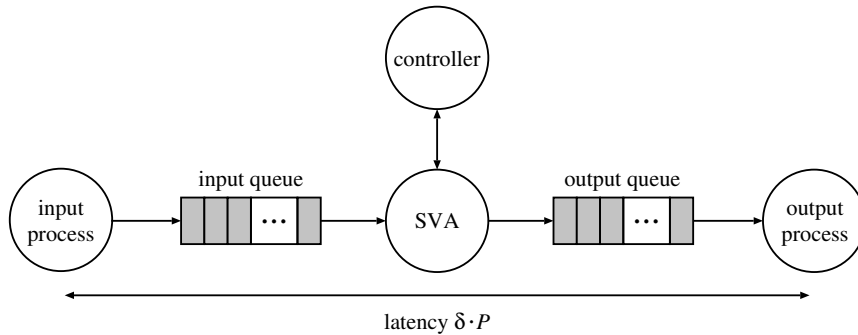 controller
input queue
output queue
input
process
...
SVA
...
output
process
latency δ·P